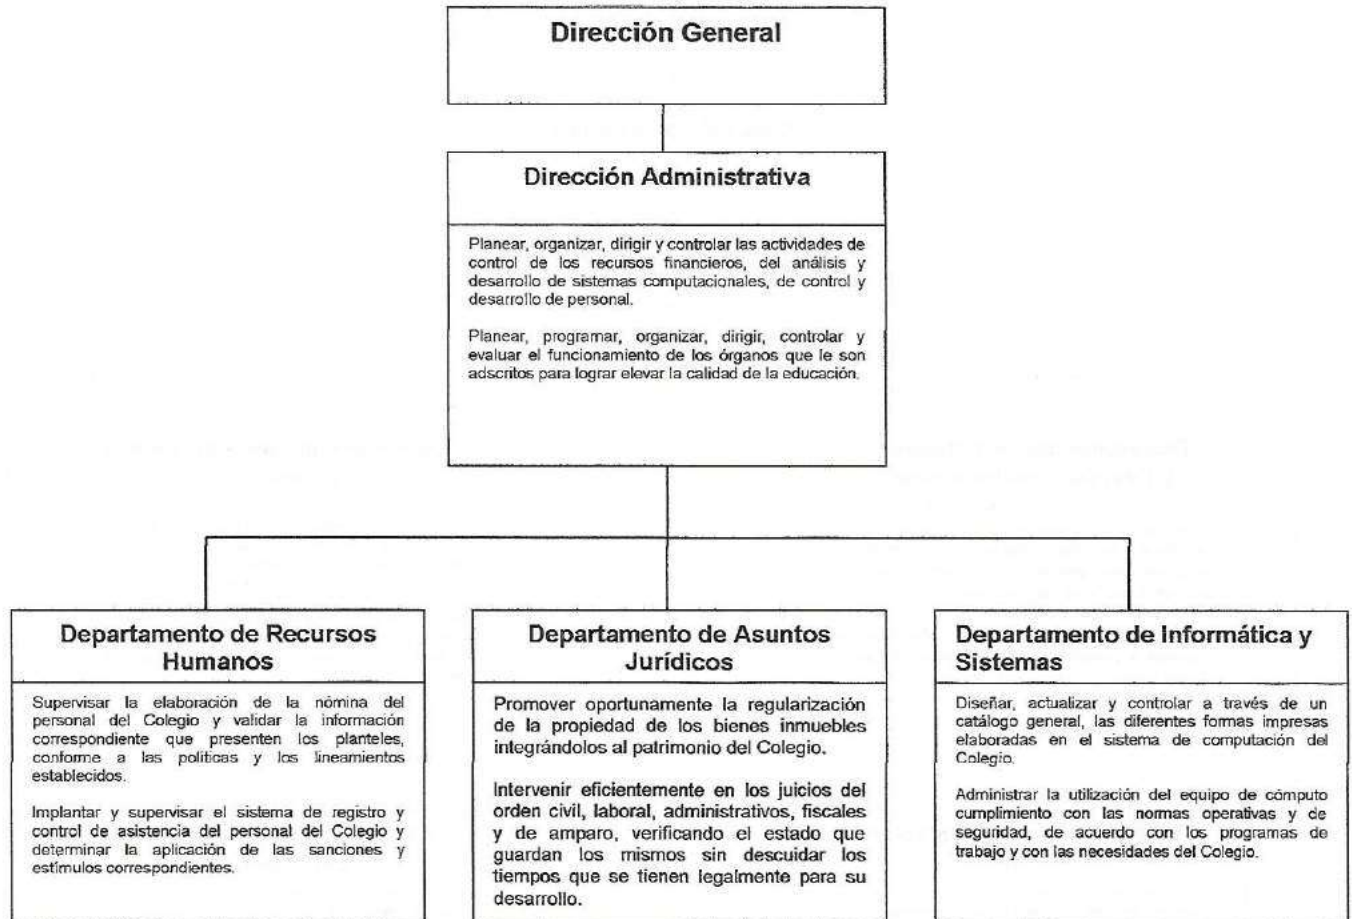 Dirección General
Dirección Administrativa
Planear, organizar, dirigir y controlar las actividades de
control de los recursos financieros, del análisis y
desarrollo de sistemas computacionales, de control y
desarrollo de personal.
Planear, programar, organizar, dirigir, controlar y
evaluar el funcionamiento de los órganos que le son
adscritos para lograr elevar la calidad de la educación.
Departamento de Recursos
Humanos
Supervisar la elaboración de la nómina del
personal del Colegio y validar la información
correspondiente que presenten los planteles,
conforme a las políticas y los lineamientos
establecidos.
Implantar y supervisar el sistema de registro y
control de asistencia del personal del Colegio y
determinar la aplicación de las sanciones y
estímulos correspondientes.
Departamento de Asuntos
Jurídicos
Promover oportunamente la regularización
de la propiedad de los bienes inmuebles
integrándolos al patrimonio del Colegio.
Intervenir eficientemente en los juicios del
orden civil, laboral, administrativos, fiscales
y de amparo, verificando el estado que
guardan los mismos sin descuidar los
tiempos que se tienen legalmente para su
desarrollo.
Departamento de Informática y
Sistemas
Diseñar, actualizar y controlar a través de un
catálogo general, las diferentes formas impresas
elaboradas en el sistema de computación del
Colegio.
Administrar la utilización del equipo de cómputo
cumplimiento con las normas operativas y de
seguridad, de acuerdo con los programas de
trabajo y con las necesidades del Colegio.